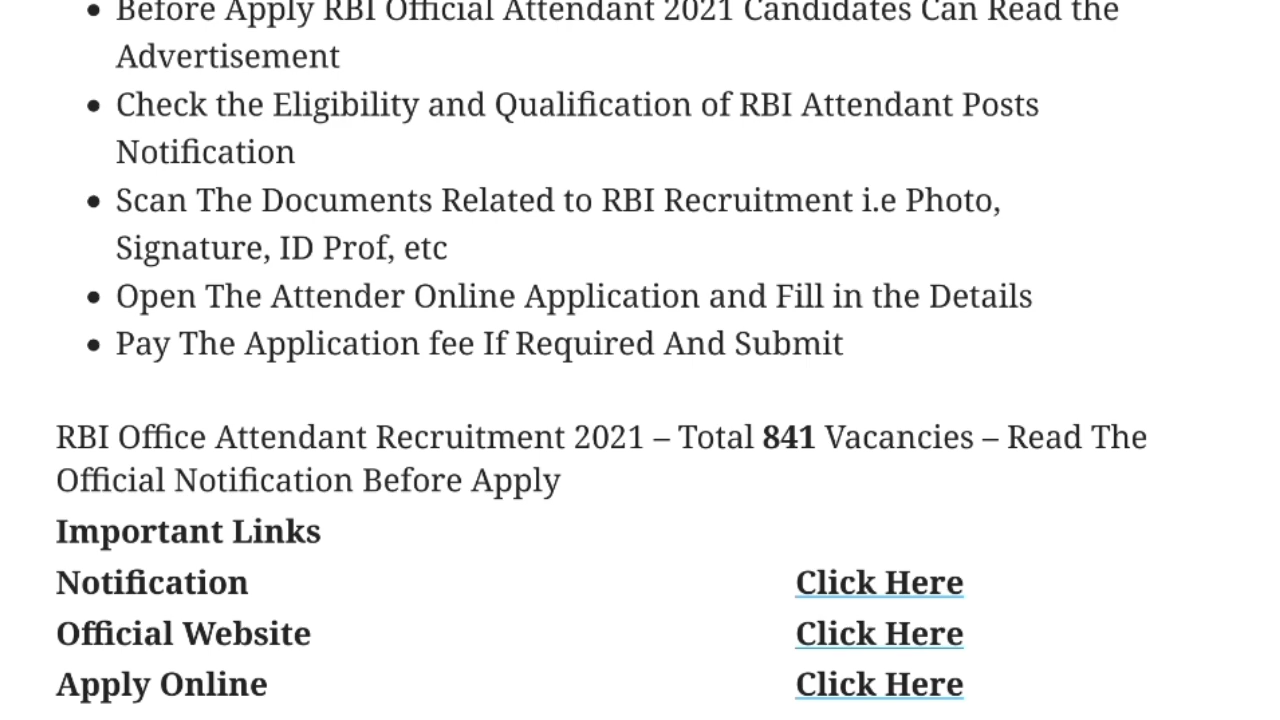 Before Apply RBI Official Attendant 2021 Candidates Can Read the
Advertisement
Check the Eligibility and Qualification of RBI Attendant Posts
Notification
Scan The Documents Related to RBI Recruitment i.e Photo,
Signature, ID Prof, etc
Open The Attender Online Application and Fill in the Details
Pay The Application fee If Required And Submit
RBI Office Attendant Recruitment 2021 – Total 841 Vacancies – Read The
Official Notification Before Apply
Important Links
Notification Click Here
Official Website Click Here
Apply Online Click Here